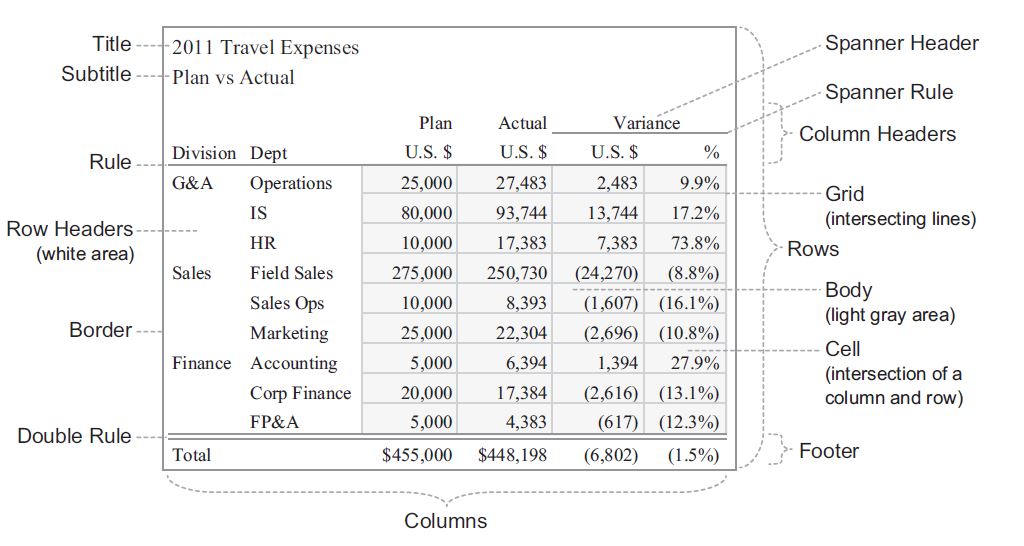 Title
Subtitle
Rule
Row Headers
(white area)
Border
Double Rule
2011 Travel Expenses
Plan vs Actual
Plan Actual Variance
Division Dept U.S. $ U.S. $ U.S. $ %
G&A Operations 25,000 27,483 2,483 9.9%
IS 80,000 93,744 13,744 17.2%
HR 10,000 17,383 7,383 73.8%
Sales Field Sales 275,000 250,730 (24,270) (8.8%)
Sales Ops 10,000 8,393 (1,607) (16.1%)
Marketing 25,000 22,304 (2,696) (10.8%)
Finance Accounting 5,000 6,394 1,394 27.9%
Corp Finance 20,000 17,384 (2,616) (13.1%)
FP&A 5,000 4,383 (617) (12.3%)
Total $455,000 $448,198 (6,802) (1.5%)
Spanner Header
Spanner Rule
Column Headers
Grid
(intersecting lines)
Rows
Body
(light gray area)
Cell
(intersection of a
column and row)
Footer
Columns